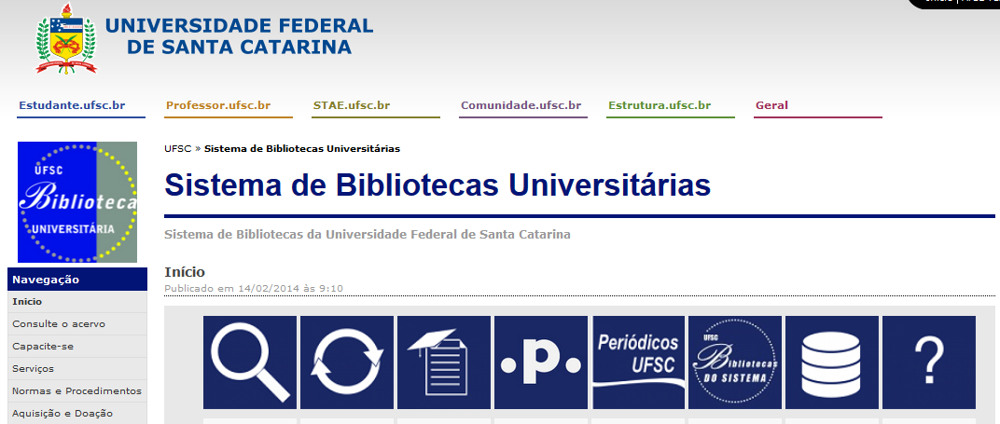 UNIVERSIDADE FEDERAL
DE SANTA CATARINA
Estudante.ufsc.br
Professor.ufsc.br
STAE.ufsc.br
Comunidade.ufsc.br
Estrutura.ufsc.br
Geral
UFSC
Biblioteca
UNIVERSITÁRIA
UFSC » Sistema de Bibliotecas Universitárias
Sistema de Bibliotecas Universitárias
Sistema de Bibliotecas da Universidade Federal de Santa Catarina
Navegação
Inicio
Consulte o acervo
Capacite-se
Serviços
Normas e Procedimentos
Aquisição e Doação
Início
Publicado em 14/02/2014 às 9:10
.p.
Periódicos
UFSC
UFSC
Bibliotecas
DO SISTEMA
?